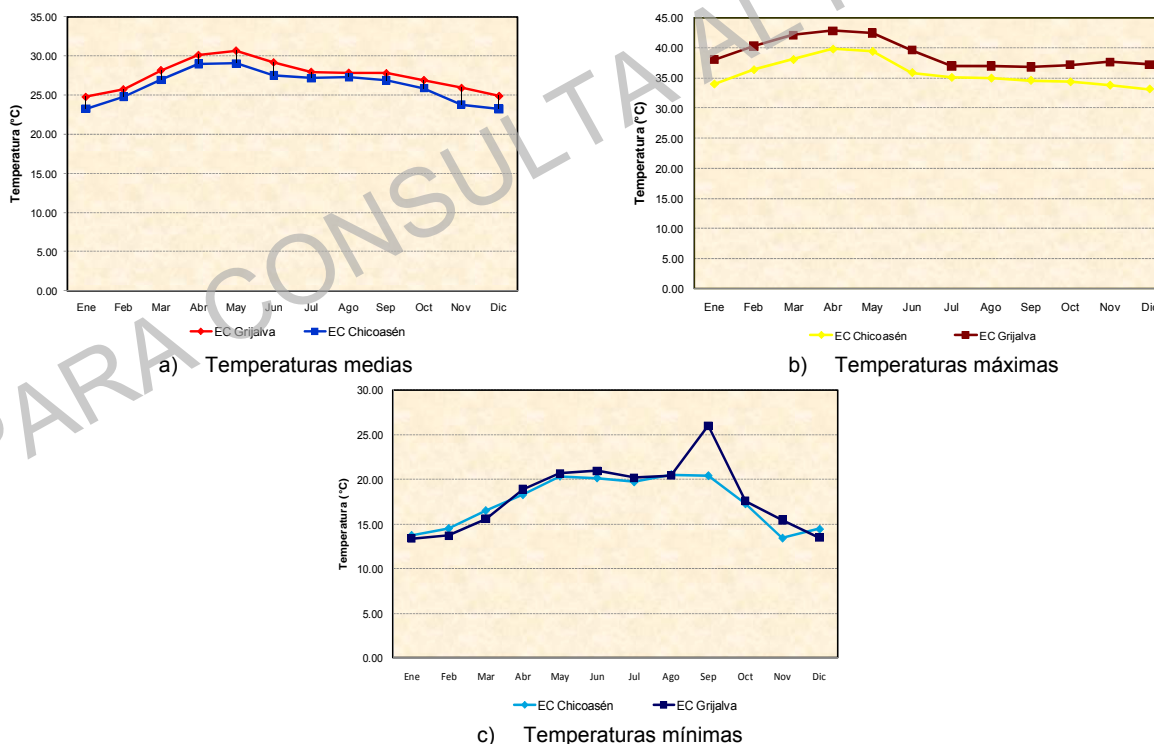 PARA CONSULTA AL
35.00
30.00
25.00
20.00
15.00
10.00
5.00
0.00
Temperatura (°C)
Ene Feb Mar Abr May Jun Jul Ago Sep Oct Nov Dic
EC Grijalva EC Chicoasén
a) Temperaturas medias
45.00
40.00
35.00
30.00
25.00
20.00
15.00
10.00
5.00
0.00
Temperatura (°C)
Ene Feb Mar Abr May Jun Jul Ago Sep Oct Nov Dic
EC Chicoasén EC Grijalva
b) Temperaturas máximas
30.00
25.00
20.00
15.00
10.00
5.00
0.00
Temperatura (°C)
Ene Feb Mar Abr May Jun Jul Ago Sep Oct Nov Dic
EC Chicoasén EC Grijalva
c) Temperaturas mínimas